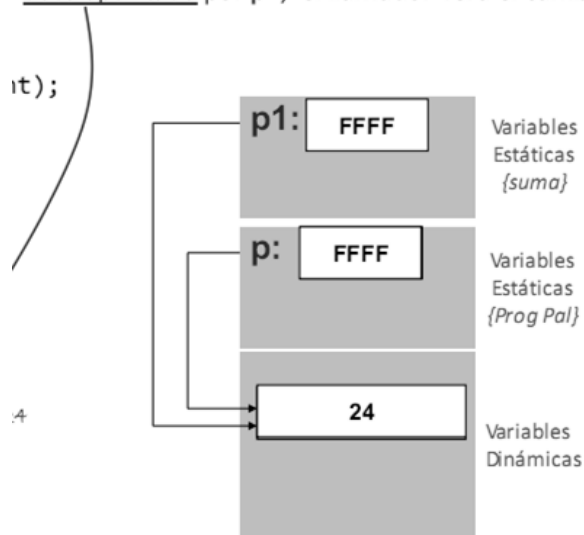 nt);
p1: FFFF
Variables
Estáticas
{suma}
p: FFFF
Variables
Estáticas
{Prog Pal}
24
Variables
Dinámicas